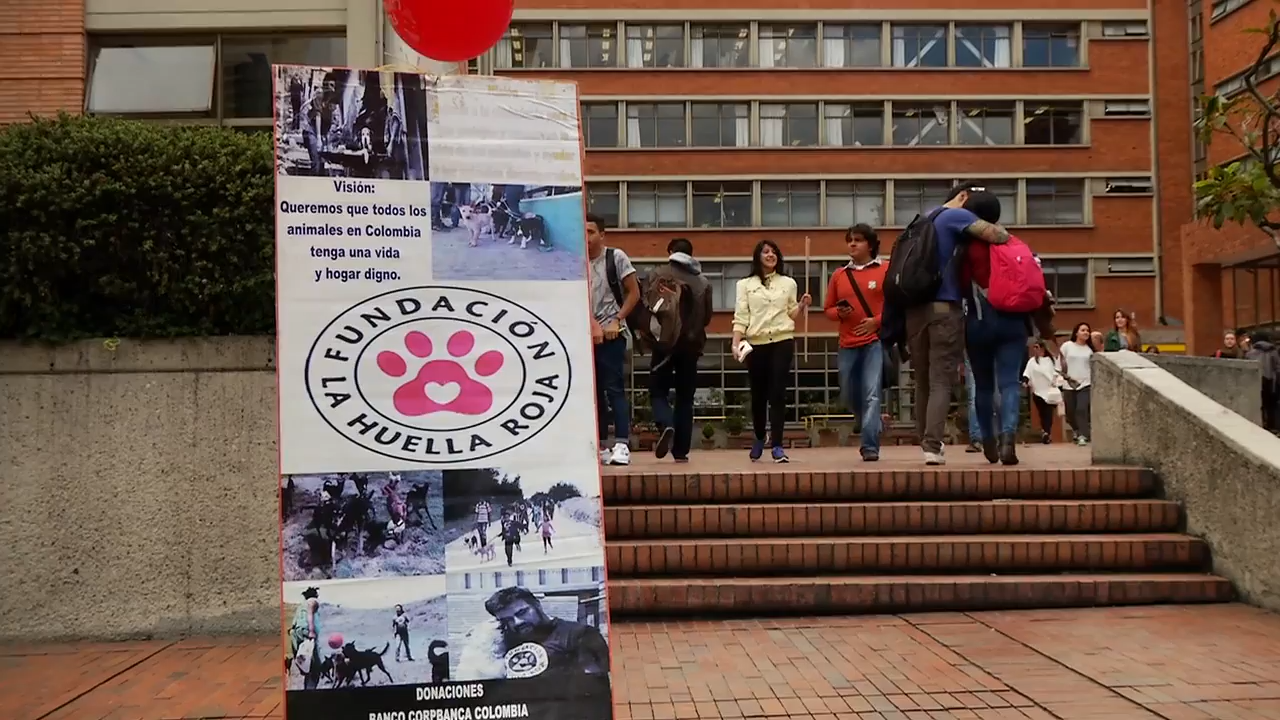 Visión:
Queremos que todos los
animales en Colombia
tenga una vida
y hogar digno.
FUNDACIÓN
LA HUELLA ROJA
DONACIONES
BANCO CORPBANCA COLOMBIA